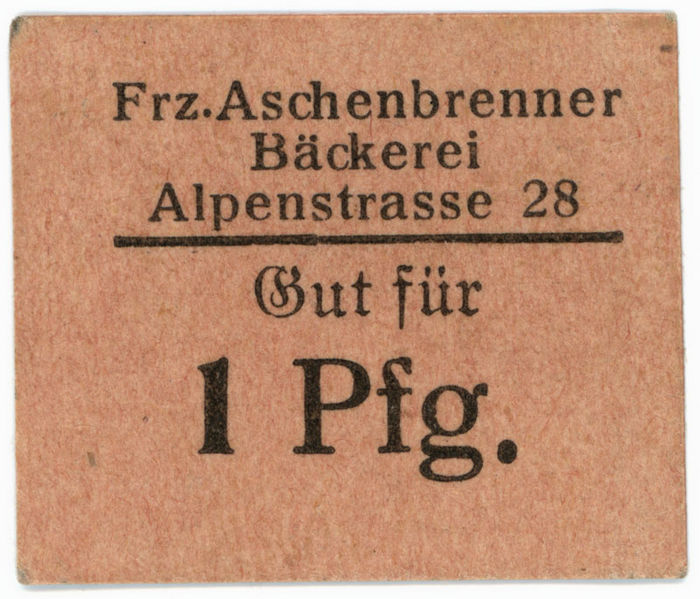 Frz.Aschenbrenner
Bäckerei
Alpenstrasse 28
Gut für
1 Pfg.